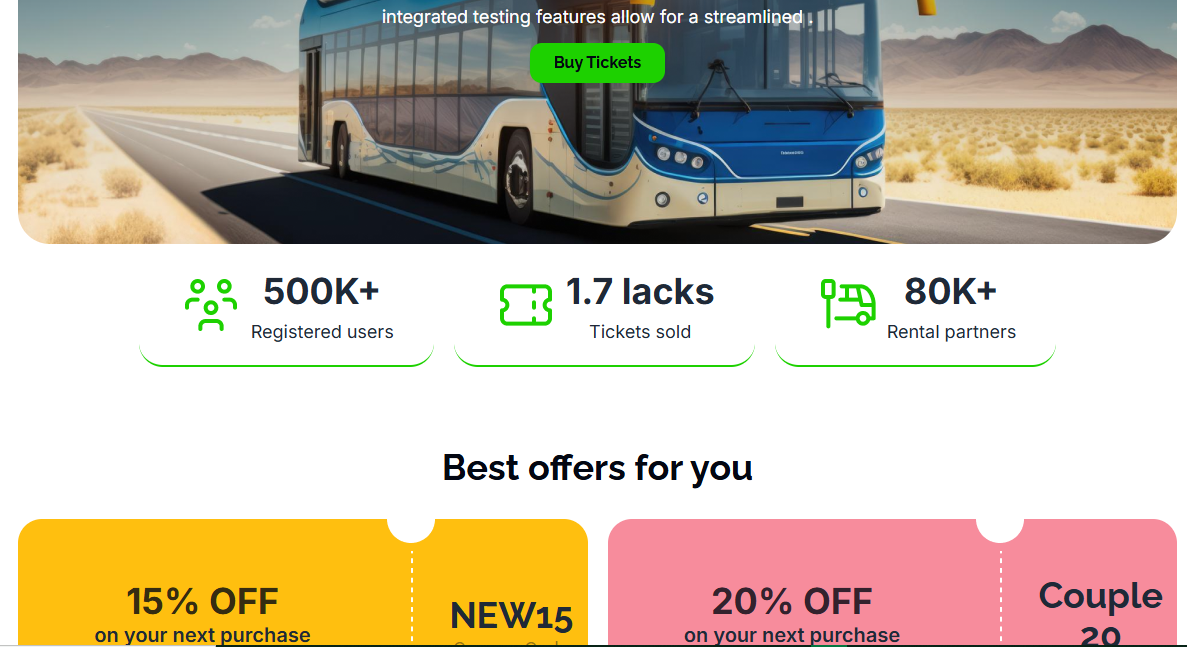 integrated testing features allow for a streamlined .
Buy Tickets
500K+
Registered users
1.7 lacks
Tickets sold
80K+
Rental partners
Best offers for you
15% OFF
on your next purchase
NEW15
20% OFF
on your next purchase
Couple
20